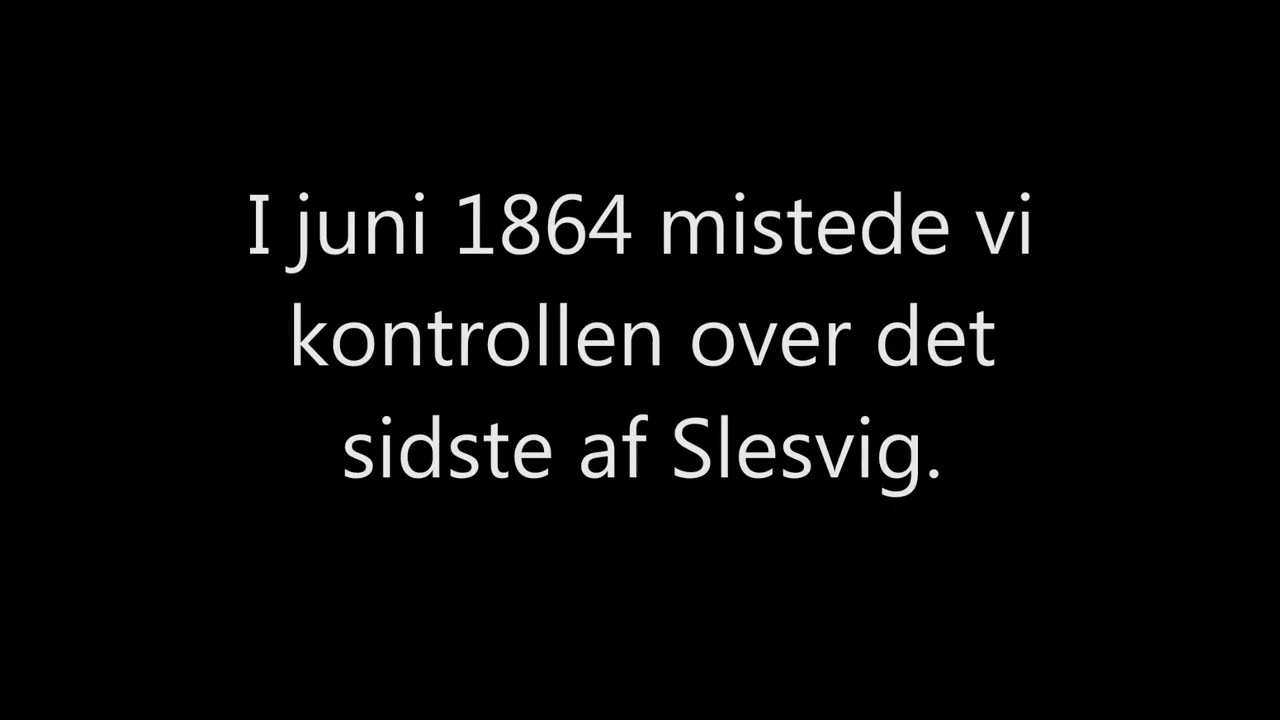 I juni 1864 mistede vi
kontrollen over det
sidste af Slesvig.